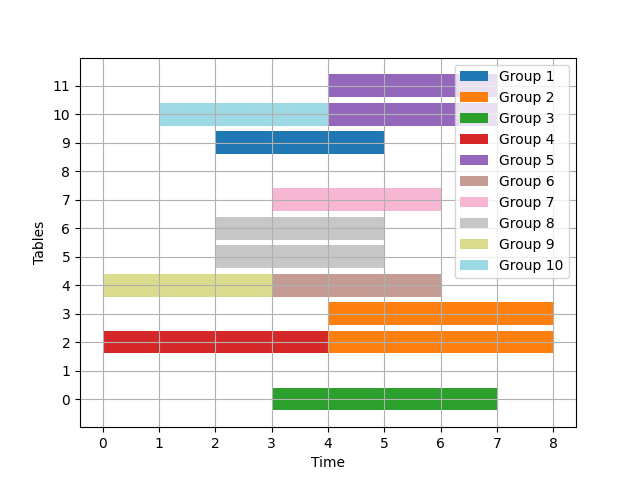 11
10
9
8
7
6
5
4
3
2
1
0
Tables
0 1 2 3 4 5 6 7 8
Time
Group 1
Group 2
Group 3
Group 4
Group 5
Group 6
Group 7
Group 8
Group 9
Group 10